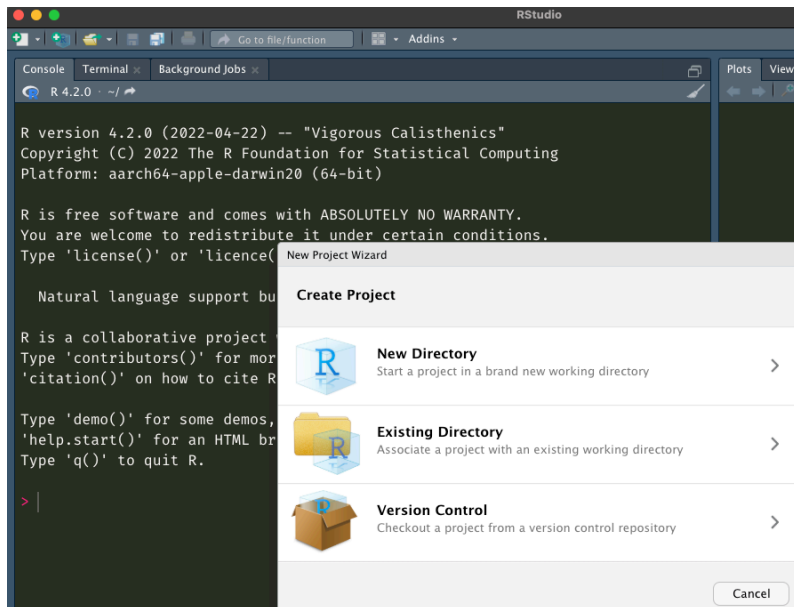 RStudio
Go to file/function
Addins
Console Terminal Background Jobs
Plots View
R 4.2.0 · ~/
R version 4.2.0 (2022-04-22) -- "Vigorous Calisthenics"
Copyright (C) 2022 The R Foundation for Statistical Computing
Platform: aarch64-apple-darwin20 (64-bit)
R is free software and comes with ABSOLUTELY NO WARRANTY.
You are welcome to redistribute it under certain conditions.
Type 'license()' or 'licence(
Natural language support bu
R is a collaborative project
Type 'contributors()' for mor
'citation()' on how to cite R
Type 'demo()' for some demos,
'help.start()' for an HTML br
Type 'q()' to quit R.
>
New Project Wizard
Create Project
R
New Directory
Start a project in a brand new working directory
R
Existing Directory
Associate a project with an existing working directory
Version Control
Checkout a project from a version control repository
Cancel